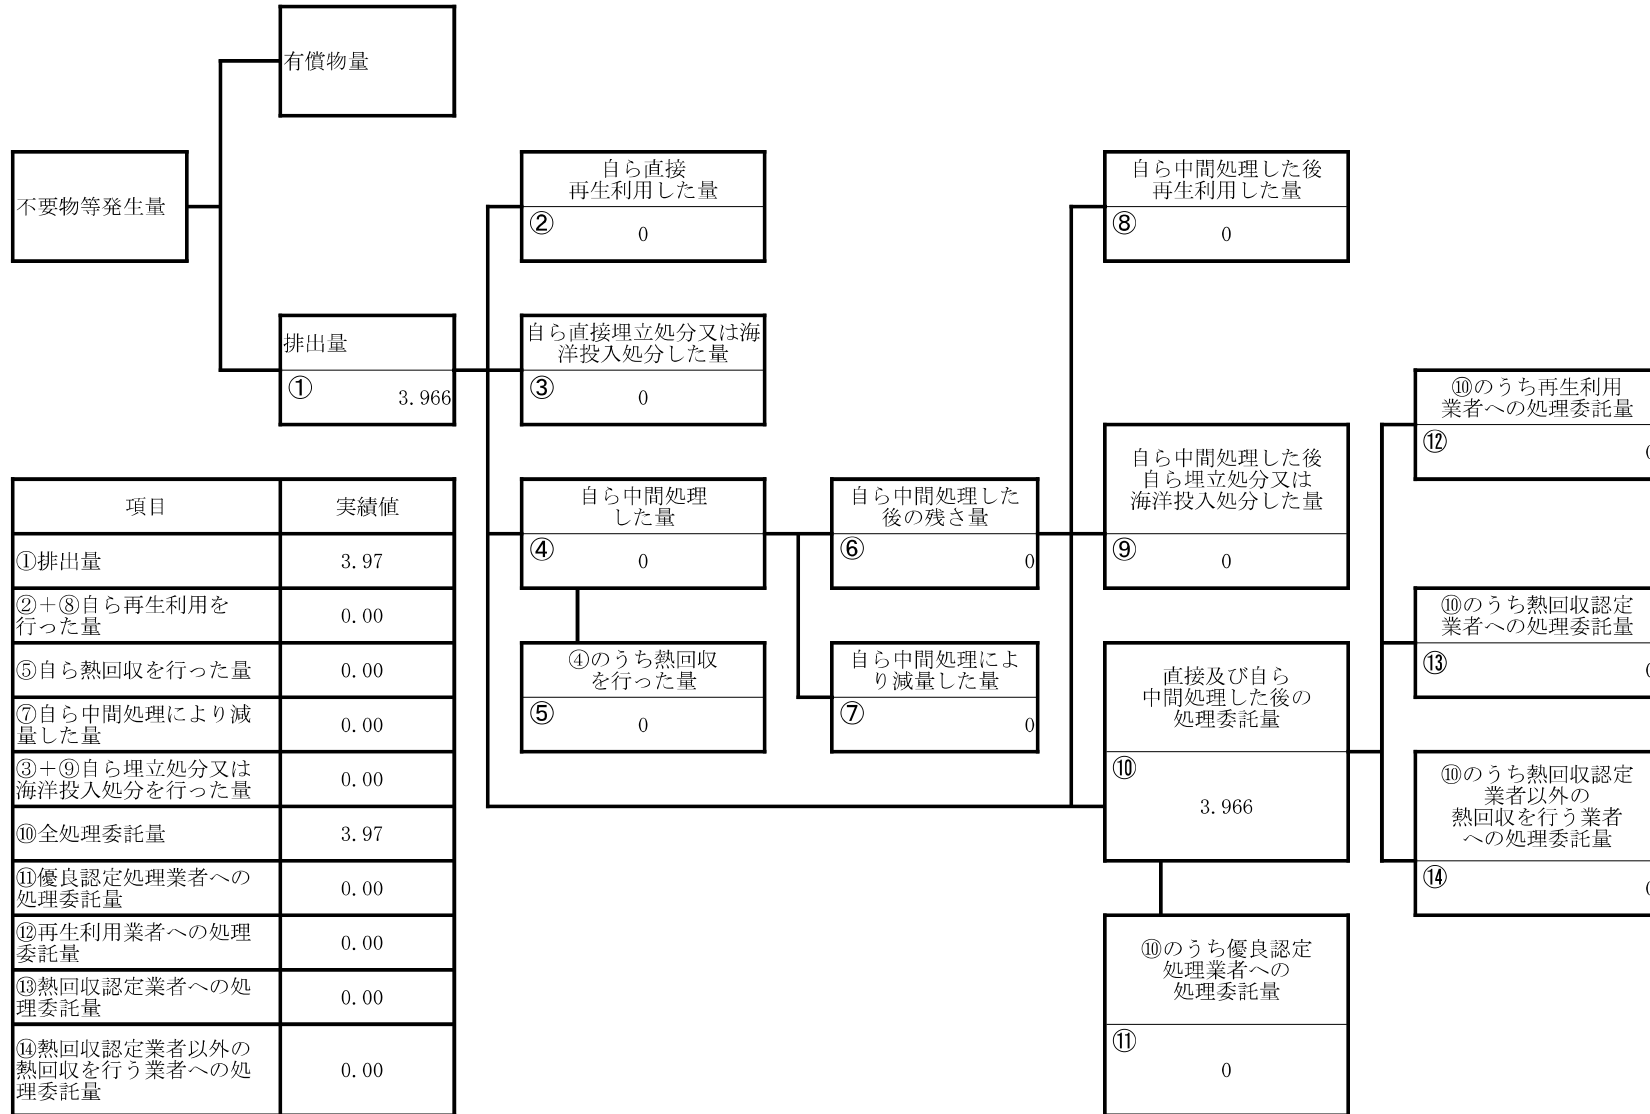 有償物量
不要物等発生量
排出量
①
3.966
自ら直接
再生利用した量
②
0
自ら直接埋立処分又は海
洋投入処分した量
③
0
自ら中間処理
した量
④
0
④のうち熱回収
を行った量
⑤
0
自ら中間処理した
後の残さ量
⑥
0
自ら中間処理によ
り減量した量
⑦
0
自ら中間処理した後
再生利用した量
⑧
0
自ら中間処理した後
自ら埋立処分又は
海洋投入処分した量
⑨
0
直接及び自ら
中間処理した後の
処理委託量
⑩
3.966
⑩のうち優良認定
処理業者への
処理委託量
⑪
0
⑩のうち再生利用
業者への処理委託量
⑫
0
⑩のうち熱回収認定
業者への処理委託量
⑬
0
⑩のうち熱回収認定
業者以外の
熱回収を行う業者
への処理委託量
⑭
0
項目 実績値
①排出量 3.97
②+⑧自ら再生利用を
行った量 0.00
⑤自ら熱回収を行った量 0.00
⑦自ら中間処理により減
量した量 0.00
③+⑨自ら埋立処分又は
海洋投入処分を行った量 0.00
⑩全処理委託量 3.97
⑪優良認定処理業者への
処理委託量 0.00
⑫再生利用業者への処理
委託量 0.00
⑬熱回収認定業者への処
理委託量 0.00
⑭熱回収認定業者以外の
熱回収を行う業者への処
理委託量 0.00